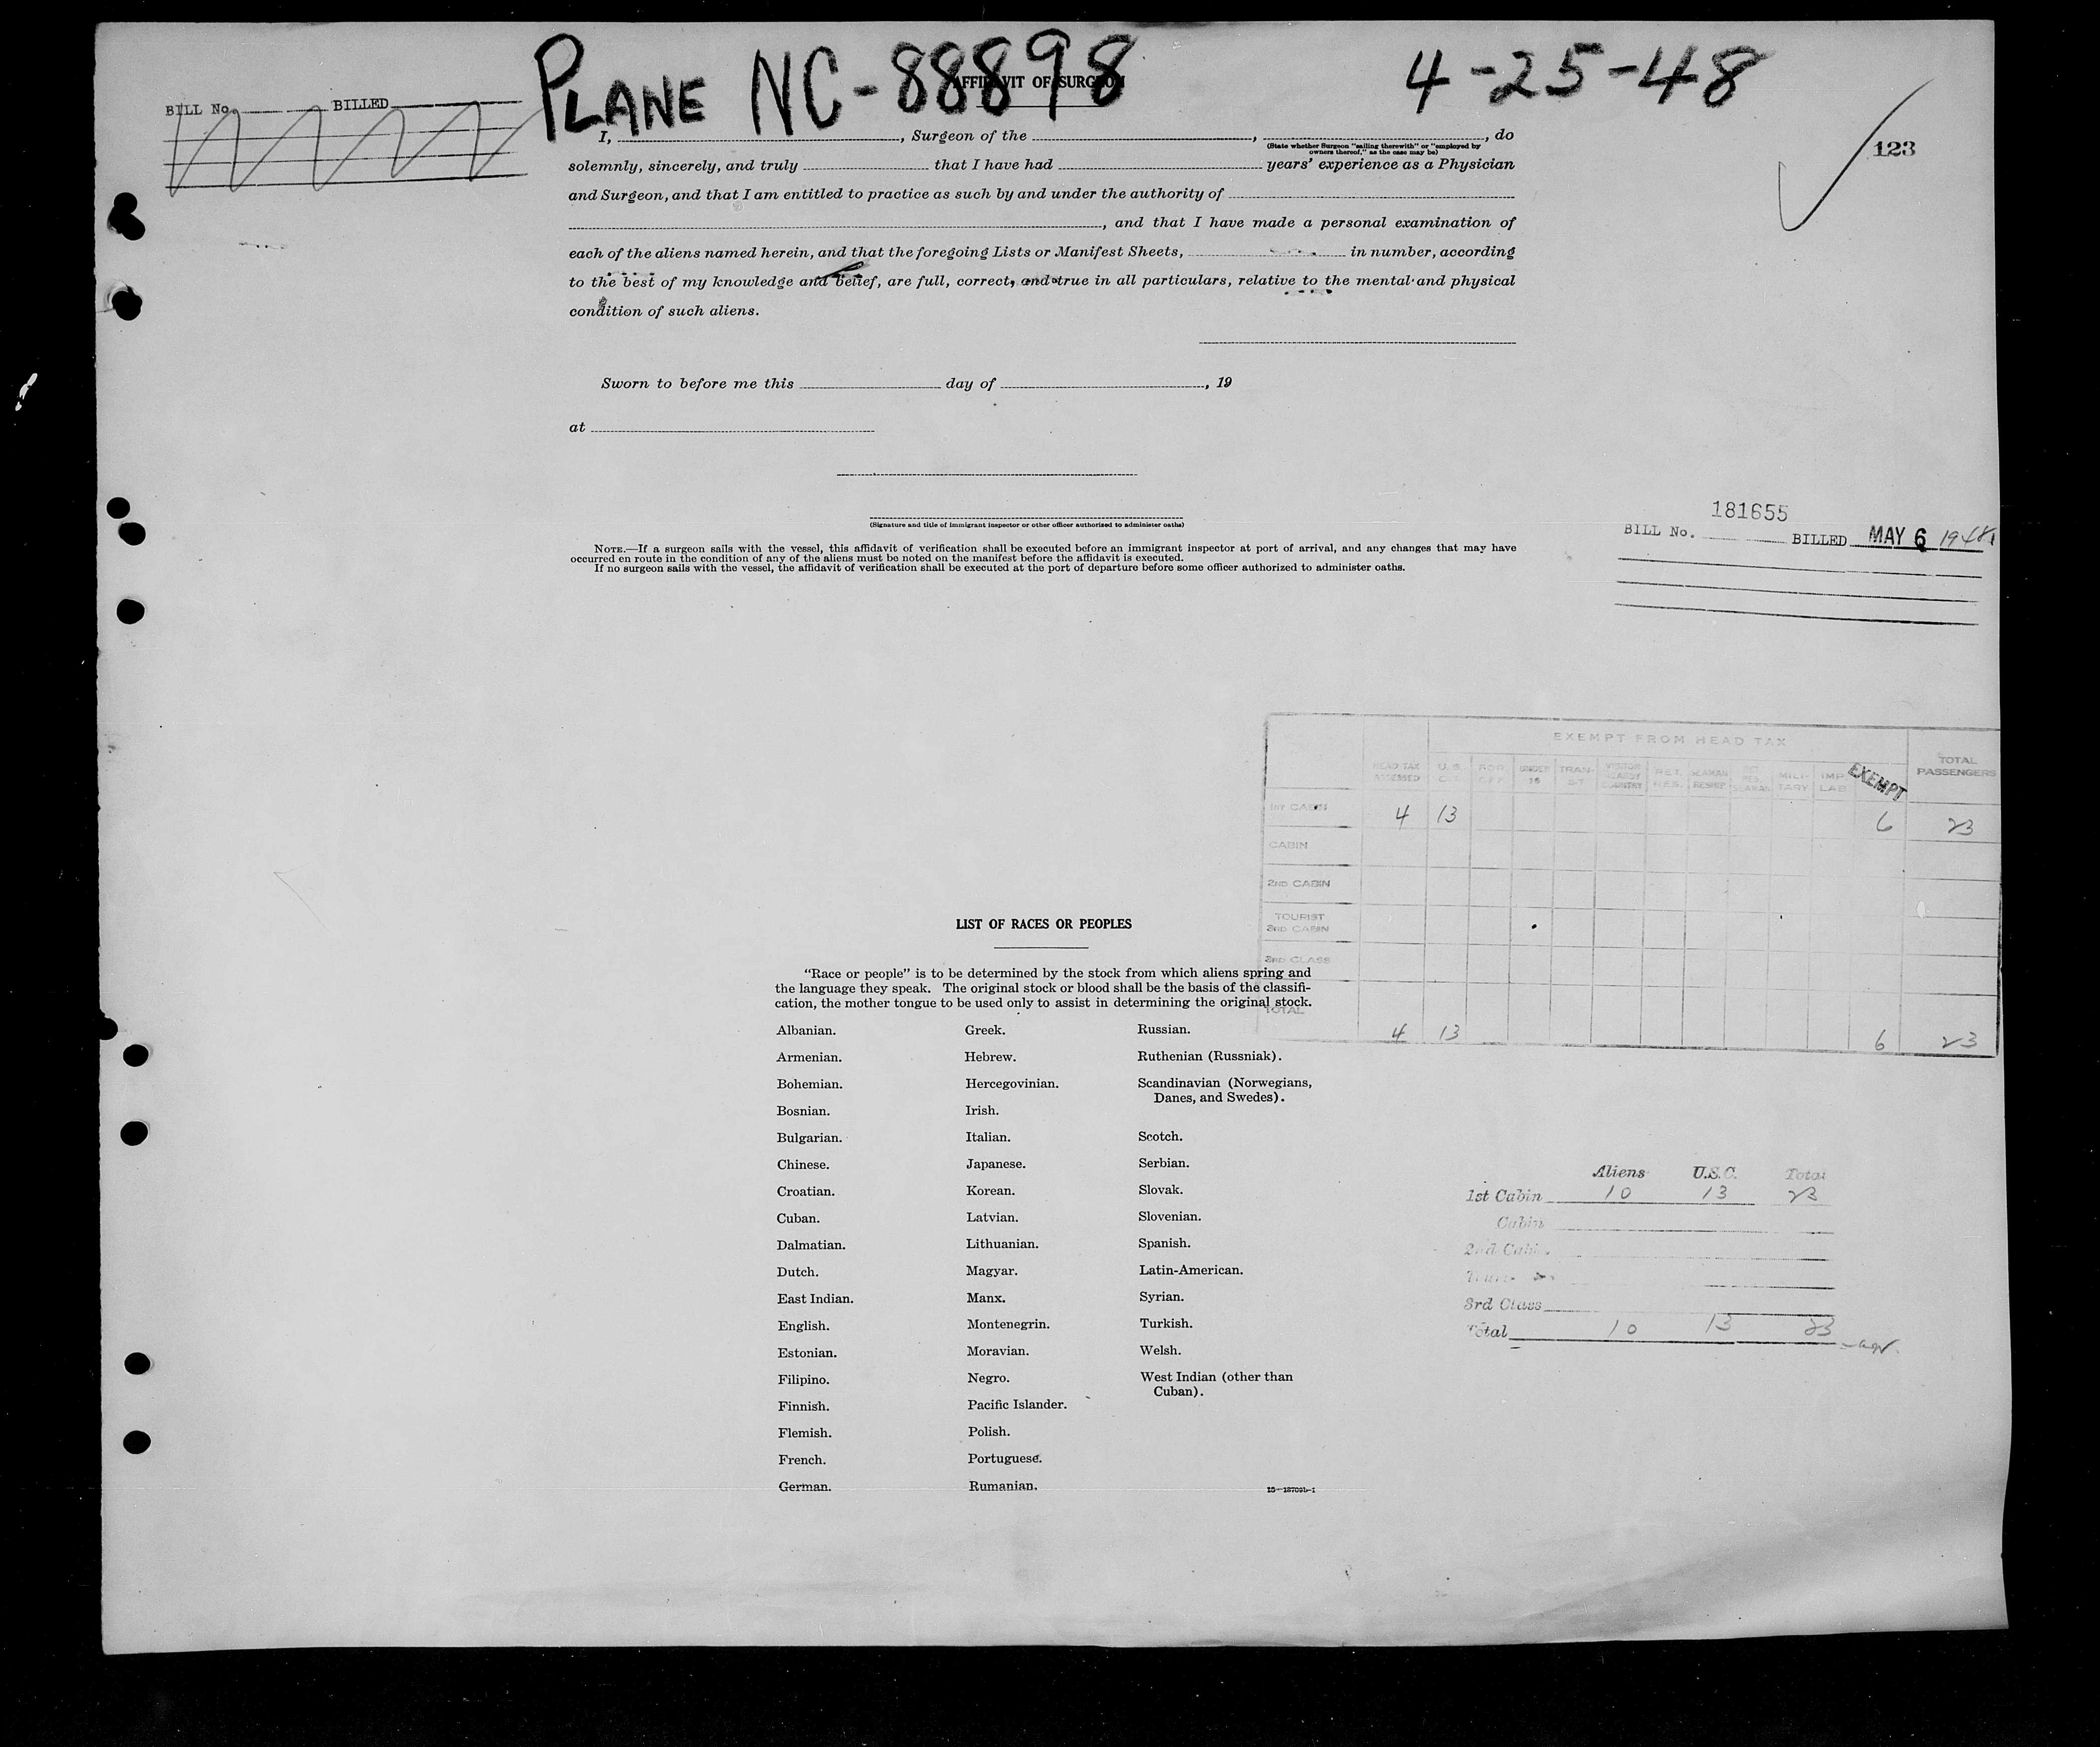 PLANE NC-88898
4-25-48
AFFIDAVIT OF SURGEON
BILL No. BILLED
123
I, , Surgeon of the , , do
(State whether Surgeon "sailing therewith" or "employed by
owners thereof," as the case may be)
solemnly, sincerely, and truly that I have had years' experience as a Physician
and Surgeon, and that I am entitled to practice as such by and under the authority of
, and that I have made a personal examination of
each of the aliens named herein, and that the foregoing Lists or Manifest Sheets, in number, according
to the best of my knowledge and belief, are full, correct, and true in all particulars, relative to the mental and physical
condition of such aliens.
Sworn to before me this day of , 19
at
(Signature and title of immigrant inspector or other officer authorized to administer oaths)
NOTE.—If a surgeon sails with the vessel, this affidavit of verification shall be executed before an immigrant inspector at port of arrival, and any changes that may have
occurred en route in the condition of any of the aliens must be noted on the manifest before the affidavit is executed.
If no surgeon sails with the vessel, the affidavit of verification shall be executed at the port of departure before some officer authorized to administer oaths.
181655
BILL No. BILLED MAY 6 1948
EXEMPT FROM HEAD TAX
HEAD TAX ASSESSED U.S. UNDER 16 TRAN- RET. RES. SEAMAN MILI-TARY IMP LAB EXEMPT TOTAL PASSENGERS
1ST CABIN 4 13 6 23
CABIN
2ND CABIN
TOURIST
3RD CABIN
3RD CLASS
TOTAL 4 13 6 23
LIST OF RACES OR PEOPLES
"Race or people" is to be determined by the stock from which aliens spring and
the language they speak. The original stock or blood shall be the basis of the classifi-
cation, the mother tongue to be used only to assist in determining the original stock.
Albanian. Greek. Russian.
Armenian. Hebrew. Ruthenian (Russniak).
Bohemian. Hercegovinian. Scandinavian (Norwegians,
Danes, and Swedes).
Bosnian. Irish.
Bulgarian. Italian. Scotch.
Chinese. Japanese. Serbian.
Croatian. Korean. Slovak.
Cuban. Latvian. Slovenian.
Dalmatian. Lithuanian. Spanish.
Dutch. Magyar. Latin-American.
East Indian. Manx. Syrian.
English. Montenegrin. Turkish.
Estonian. Moravian. Welsh.
Filipino. Negro. West Indian (other than
Cuban).
Finnish. Pacific Islander.
Flemish. Polish.
French. Portuguese.
German. Rumanian.
Aliens U.S.C. Total
1st Cabin 10 13 23
Cabin
2nd Cabin
3rd Class
Total 10 13 23